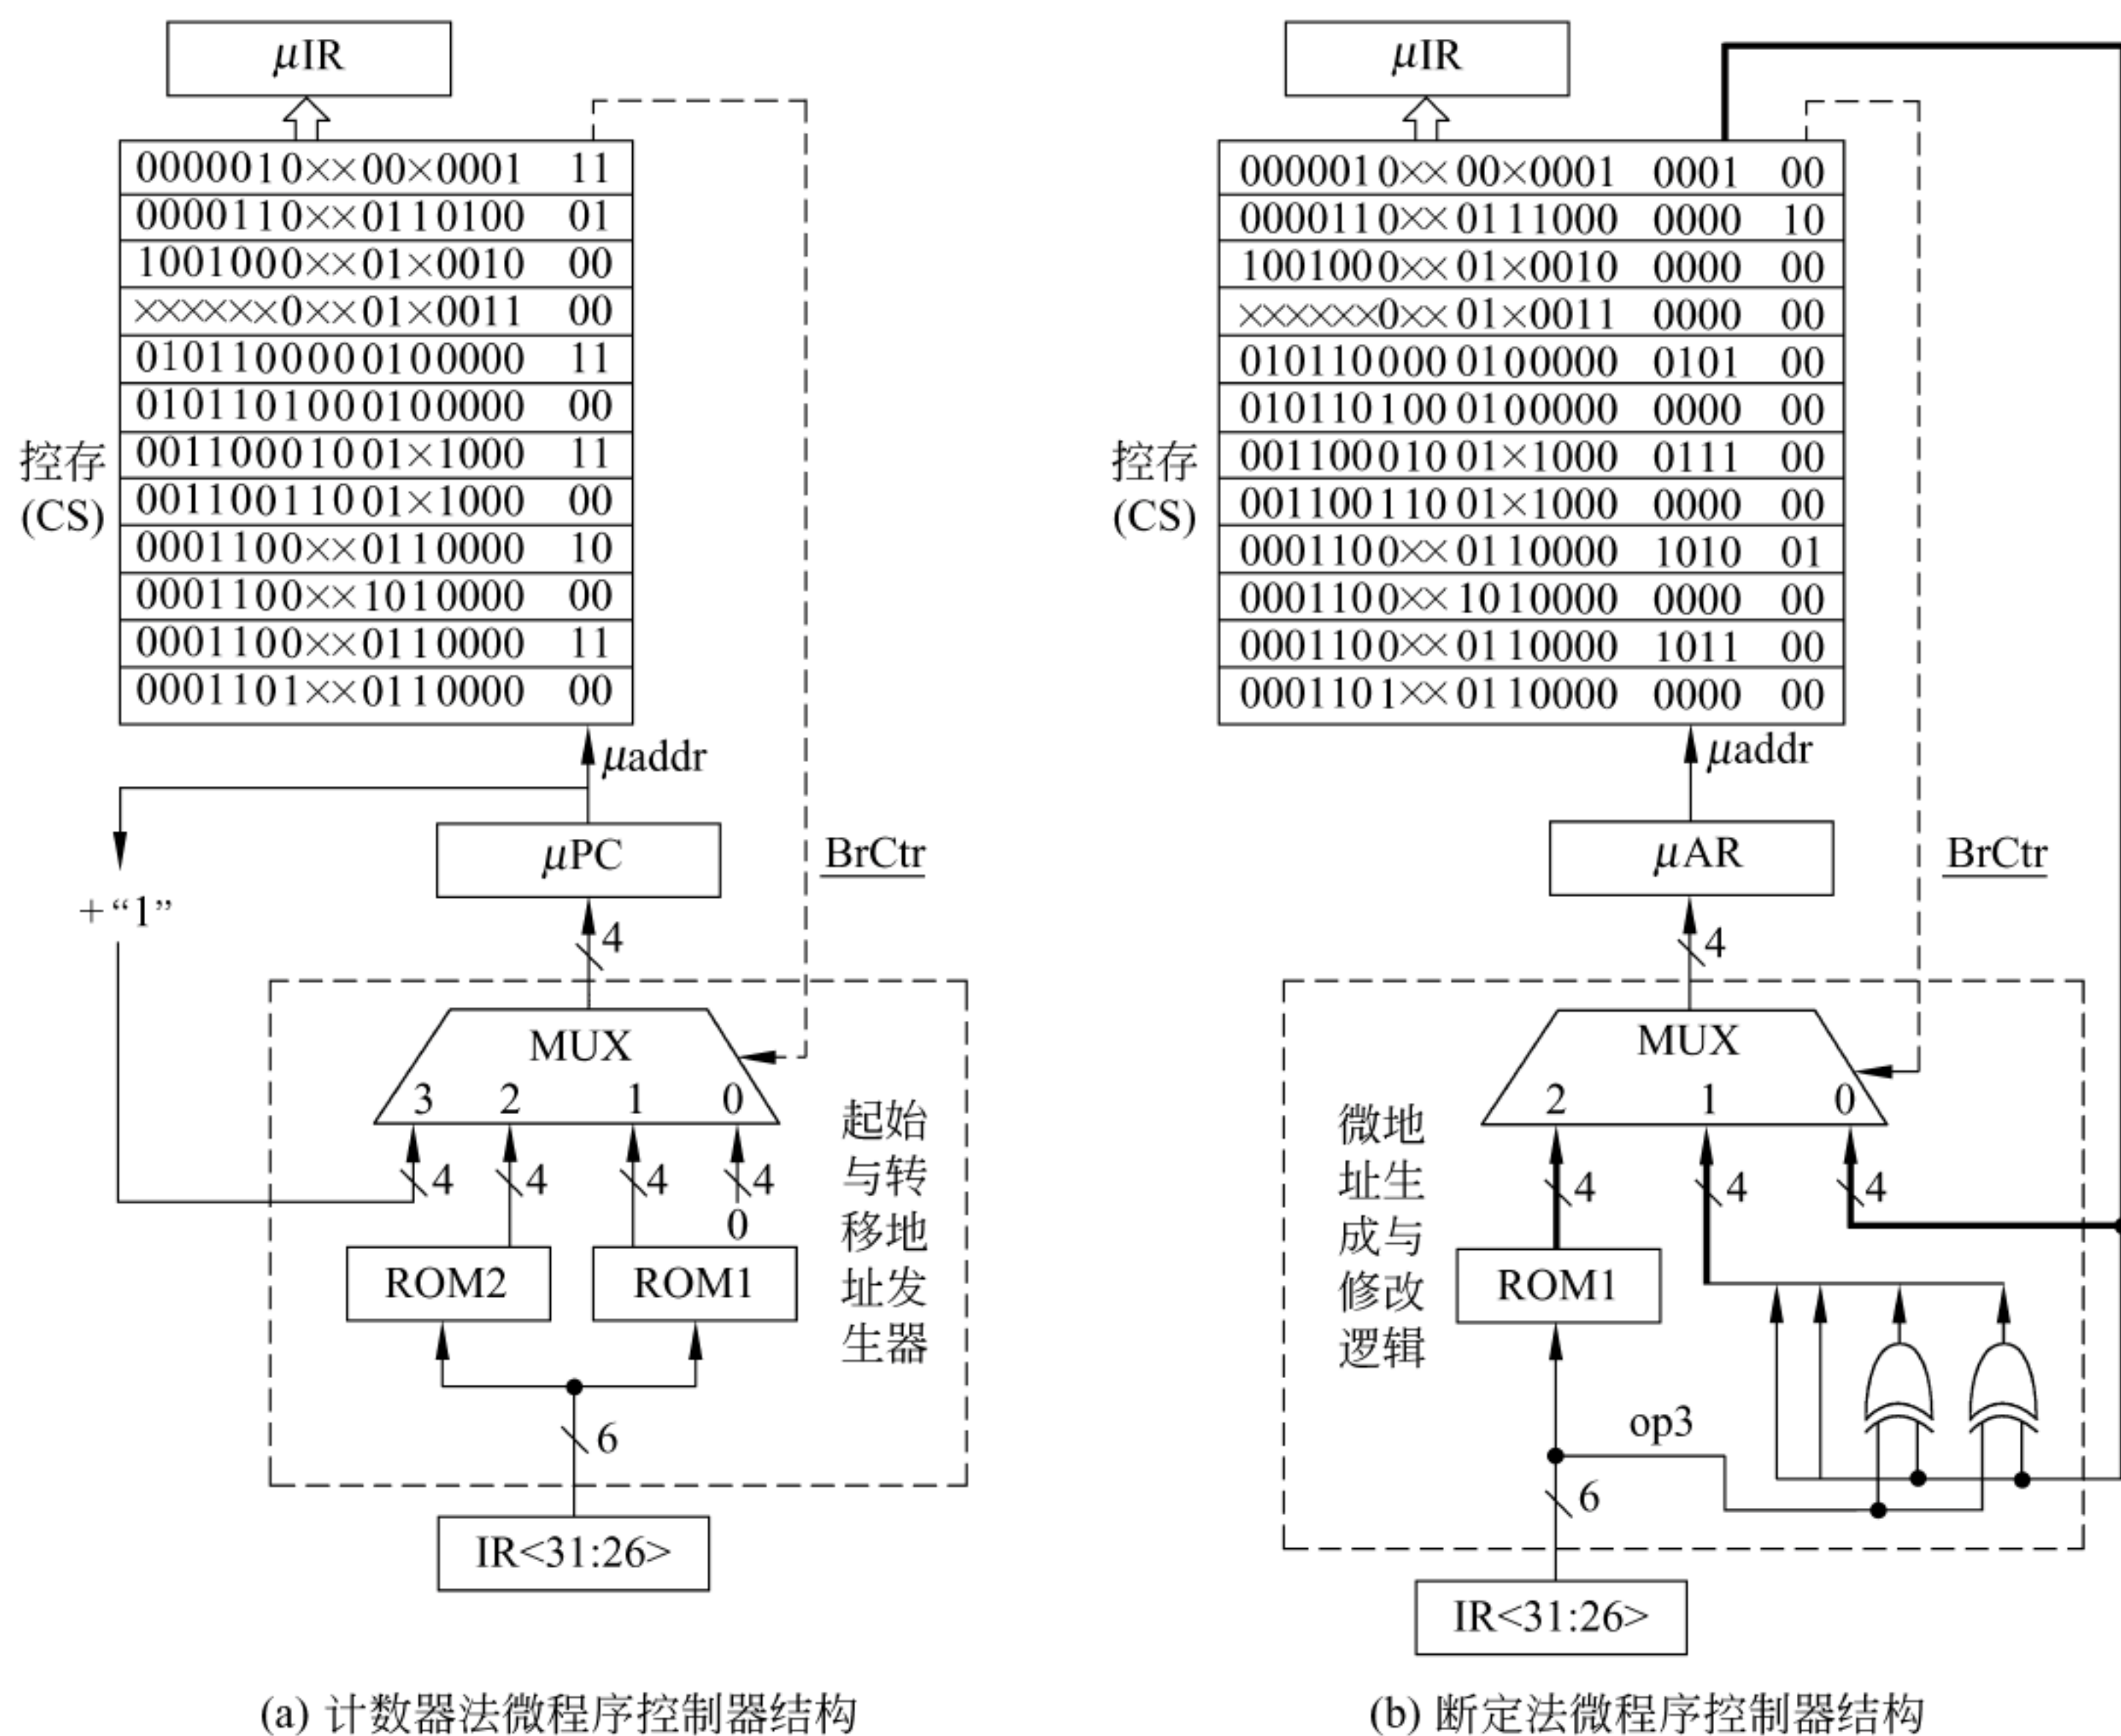 μIR
0000010××00×0001 11
0000110××0110100 01
1001000××01×0010 00
××××××0××01×0011 00
0101100000100000 11
0101101000100000 00
001100010001×1000 11
001100110001×1000 00
0001100××0110000 10
0001100××1010000 00
0001100××0110000 11
0001101××0110000 00
控存
(CS)
μaddr
μPC
BrCtr
+“1”
4
MUX
3 2 1 0
4 4 4 4
0
ROM2 ROM1
起始
与转
移地
址发
生器
6
IR<31:26>
(a) 计数器法微程序控制器结构
μIR
0000010××00×0001 0001 00
0000110××0111000 0000 10
1001000××01×0010 0000 00
××××××0××01×0011 0000 00
0101100000100000 0101 00
0101101000100000 0000 00
001100010 01×1000 0111 00
001100110 01×1000 0000 00
0001100××0110000 1010 01
0001100××1010000 0000 00
0001100××0110000 1011 00
0001101××0110000 0000 00
控存
(CS)
μaddr
μAR
BrCtr
4
MUX
2 1 0
4 4 4
微地
址生
成与
修改
逻辑
ROM1
op3
6
IR<31:26>
(b) 断定法微程序控制器结构